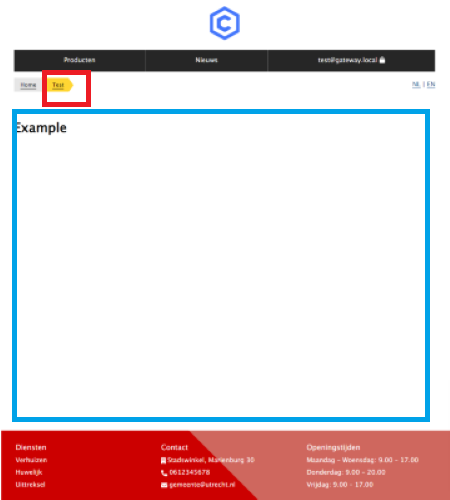 Producten Nieuws test@gateway.local
Home Test NL | EN
Example
Diensten Contact Openingstijden
Verhuizen Stadswinkel, Marienburg 30 Maandag - Woensdag: 9.00 - 17.00
Huwelijk 0612345678 Donderdag: 9.00 - 20.00
Uittreksel gemeente@utrecht.nl Vrijdag: 9.00 - 17.00